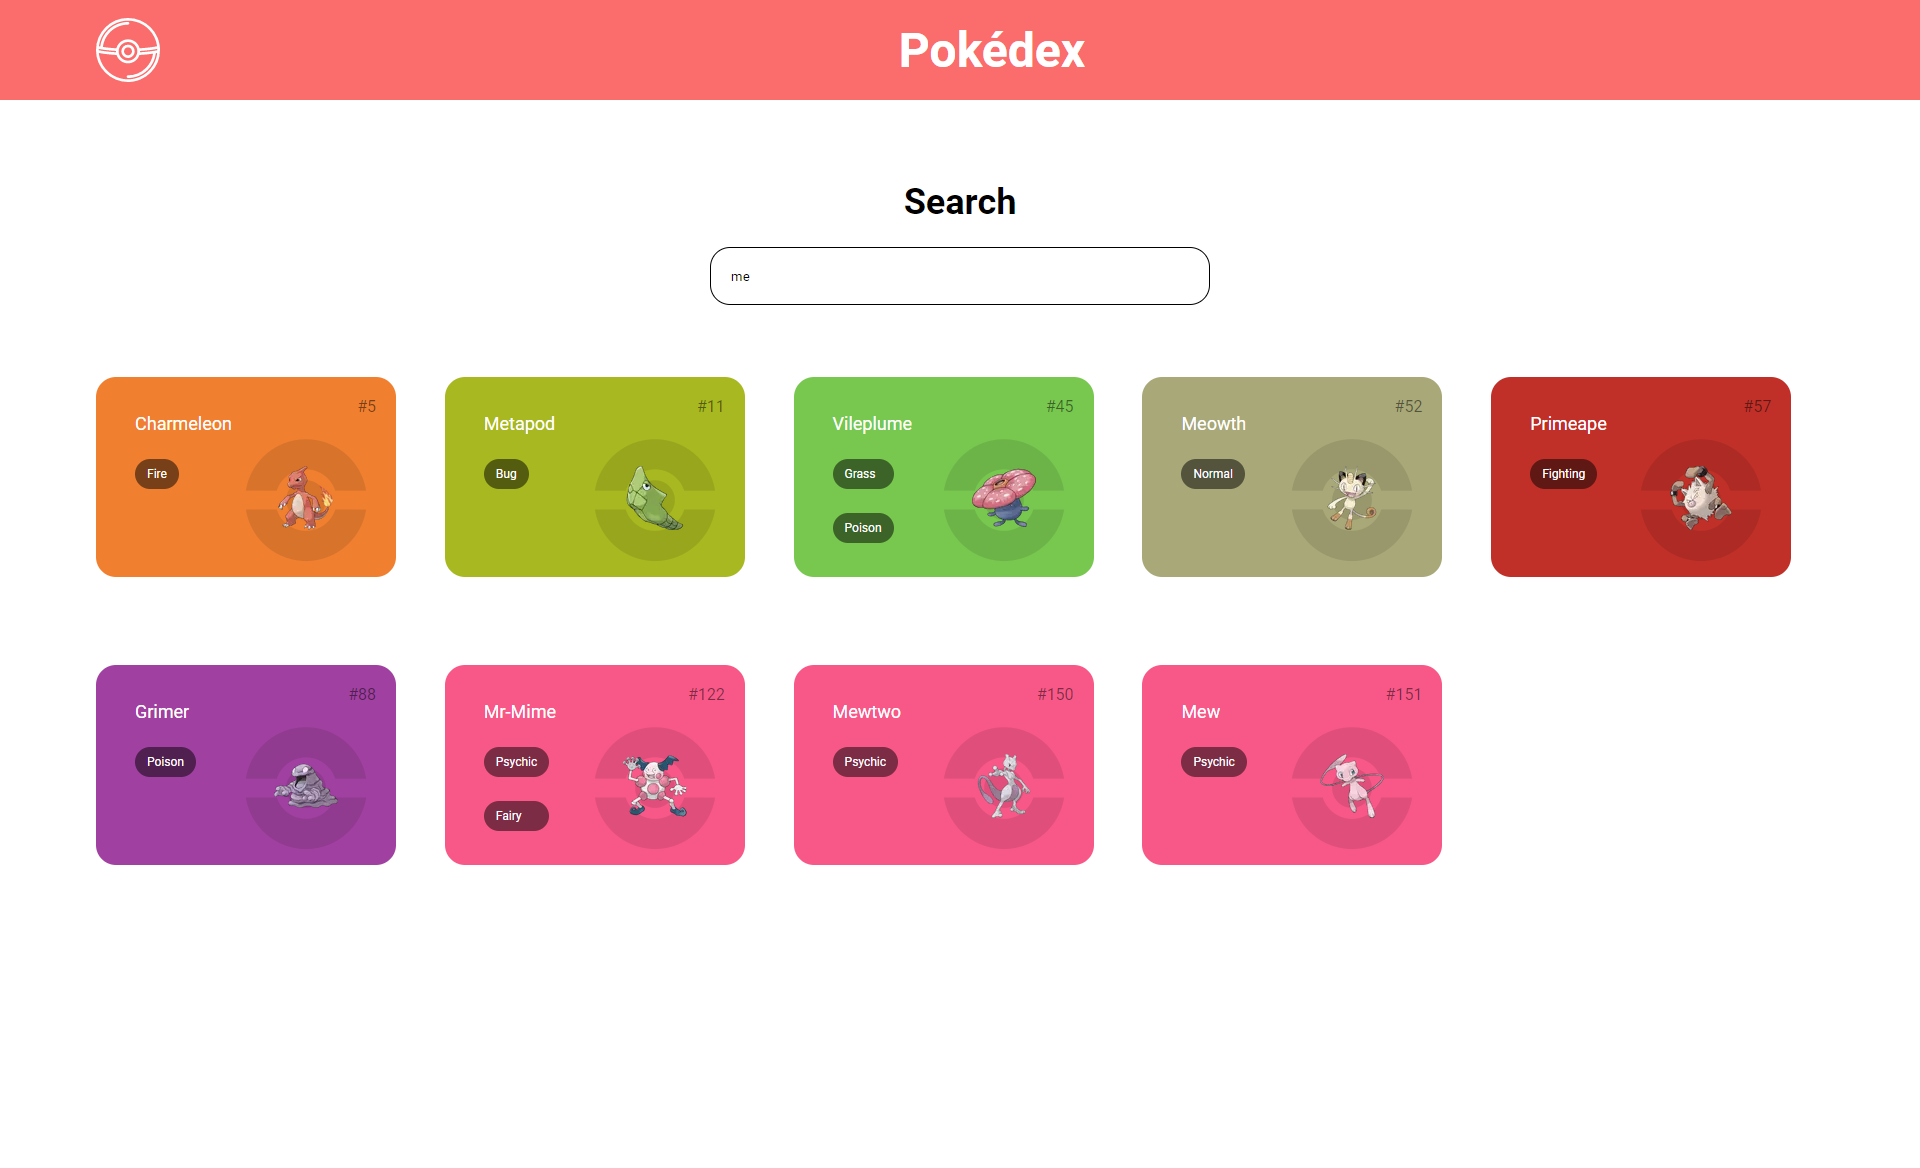 Pokédex
Search
me
#5
Charmeleon
Fire
#11
Metapod
Bug
#45
Vileplume
Grass
Poison
#52
Meowth
Normal
#57
Primeape
Fighting
#88
Grimer
Poison
#122
Mr-Mime
Psychic
Fairy
#150
Mewtwo
Psychic
#151
Mew
Psychic